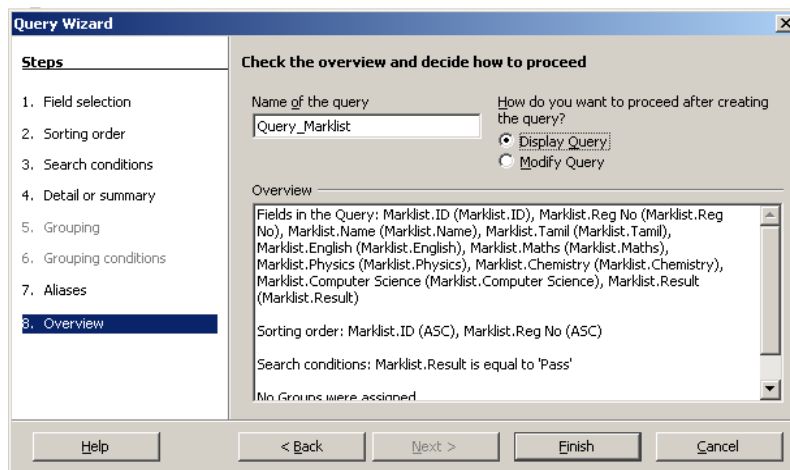 Query Wizard
Steps
1. Field selection
2. Sorting order
3. Search conditions
4. Detail or summary
5. Grouping
6. Grouping conditions
7. Aliases
8. Overview
Check the overview and decide how to proceed
Name of the query
Query_Marklist
How do you want to proceed after creating
the query?
Display Query
Modify Query
Overview
Fields in the Query: Marklist.ID (Marklist.ID), Marklist.Reg No (Marklist.Reg
No), Marklist.Name (Marklist.Name), Marklist.Tamil (Marklist.Tamil),
Marklist.English (Marklist.English), Marklist.Maths (Marklist.Maths),
Marklist.Physics (Marklist.Physics), Marklist.Chemistry (Marklist.Chemistry),
Marklist.Computer Science (Marklist.Computer Science), Marklist.Result
(Marklist.Result)
Sorting order: Marklist.ID (ASC), Marklist.Reg No (ASC)
Search conditions: Marklist.Result is equal to 'Pass'
No Groups were assigned
Help
< Back
Next >
Finish
Cancel